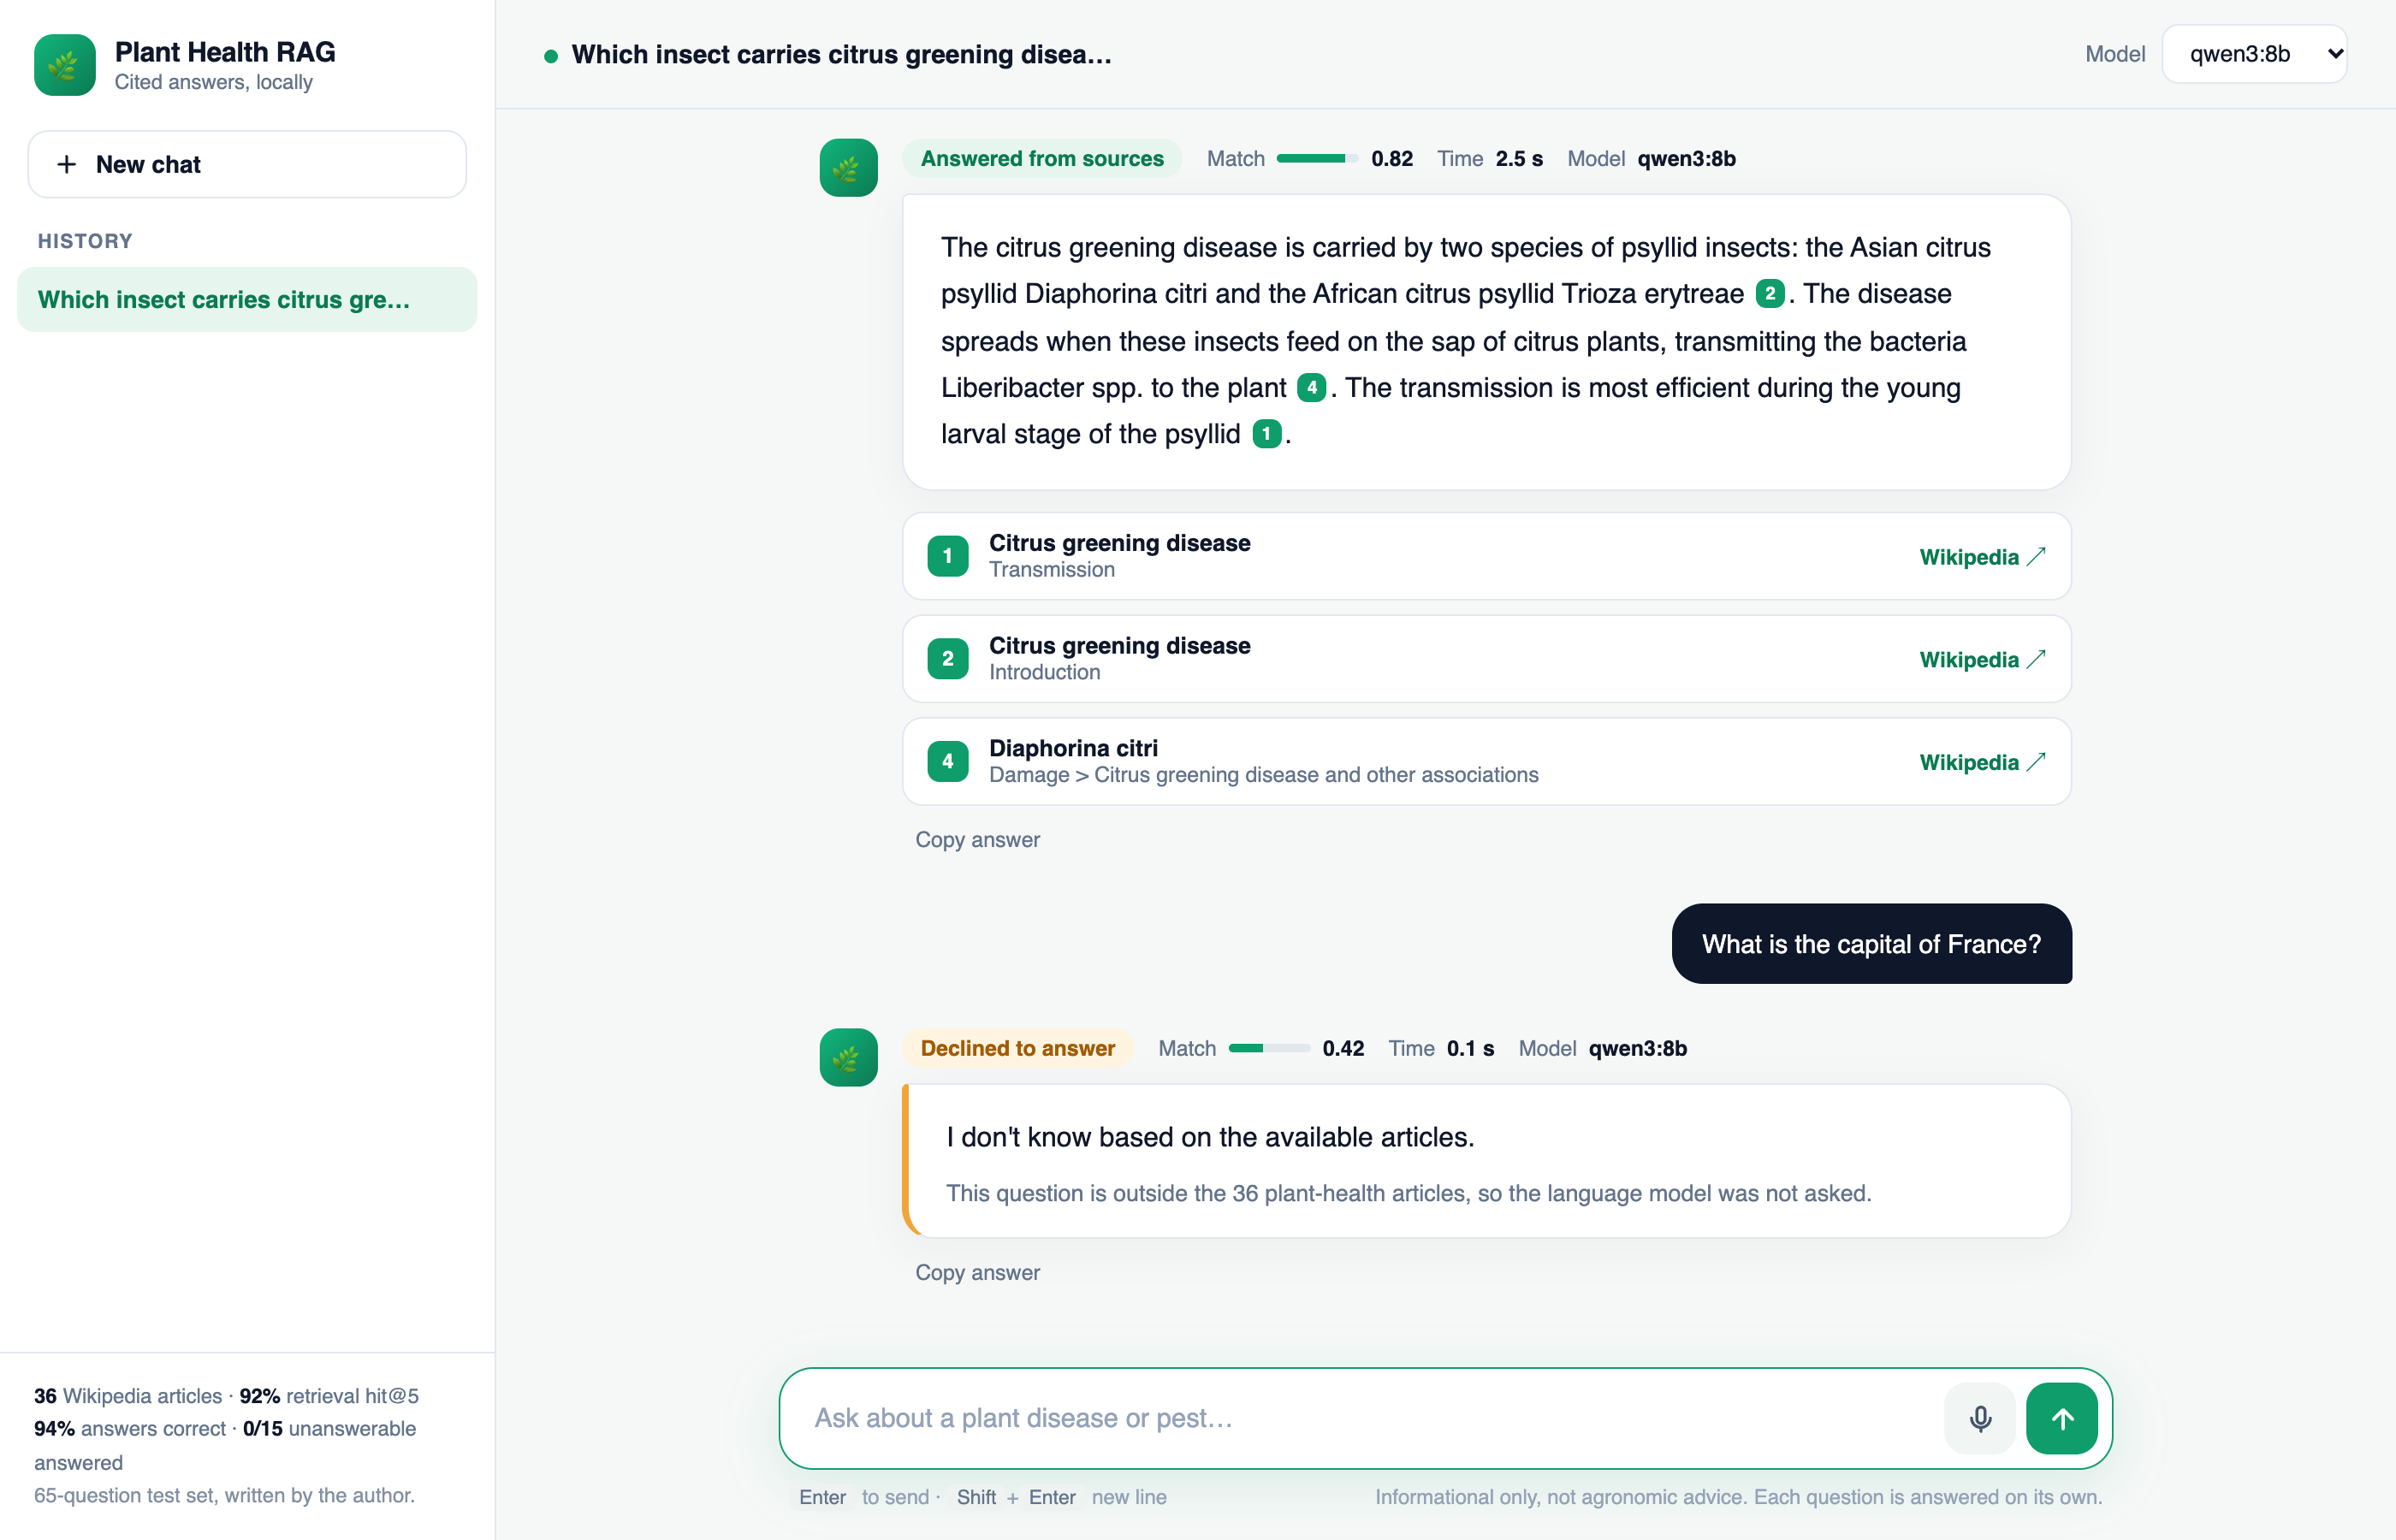 Plant Health RAG
Cited answers, locally
+ New chat
HISTORY
Which insect carries citrus gre...
Which insect carries citrus greening disea...
Model qwen3:8b
Answered from sources Match 0.82 Time 2.5 s Model qwen3:8b
The citrus greening disease is carried by two species of psyllid insects: the Asian citrus
psyllid Diaphorina citri and the African citrus psyllid Trioza erytreae 2. The disease
spreads when these insects feed on the sap of citrus plants, transmitting the bacteria
Liberibacter spp. to the plant 4. The transmission is most efficient during the young
larval stage of the psyllid 1.
1 Citrus greening disease
Transmission
Wikipedia ↗
2 Citrus greening disease
Introduction
Wikipedia ↗
4 Diaphorina citri
Damage > Citrus greening disease and other associations
Wikipedia ↗
Copy answer
What is the capital of France?
Declined to answer Match 0.42 Time 0.1 s Model qwen3:8b
I don't know based on the available articles.
This question is outside the 36 plant-health articles, so the language model was not asked.
Copy answer
36 Wikipedia articles · 92% retrieval hit@5
94% answers correct · 0/15 unanswerable
answered
65-question test set, written by the author.
Ask about a plant disease or pest...
Enter to send · Shift + Enter new line
Informational only, not agronomic advice. Each question is answered on its own.